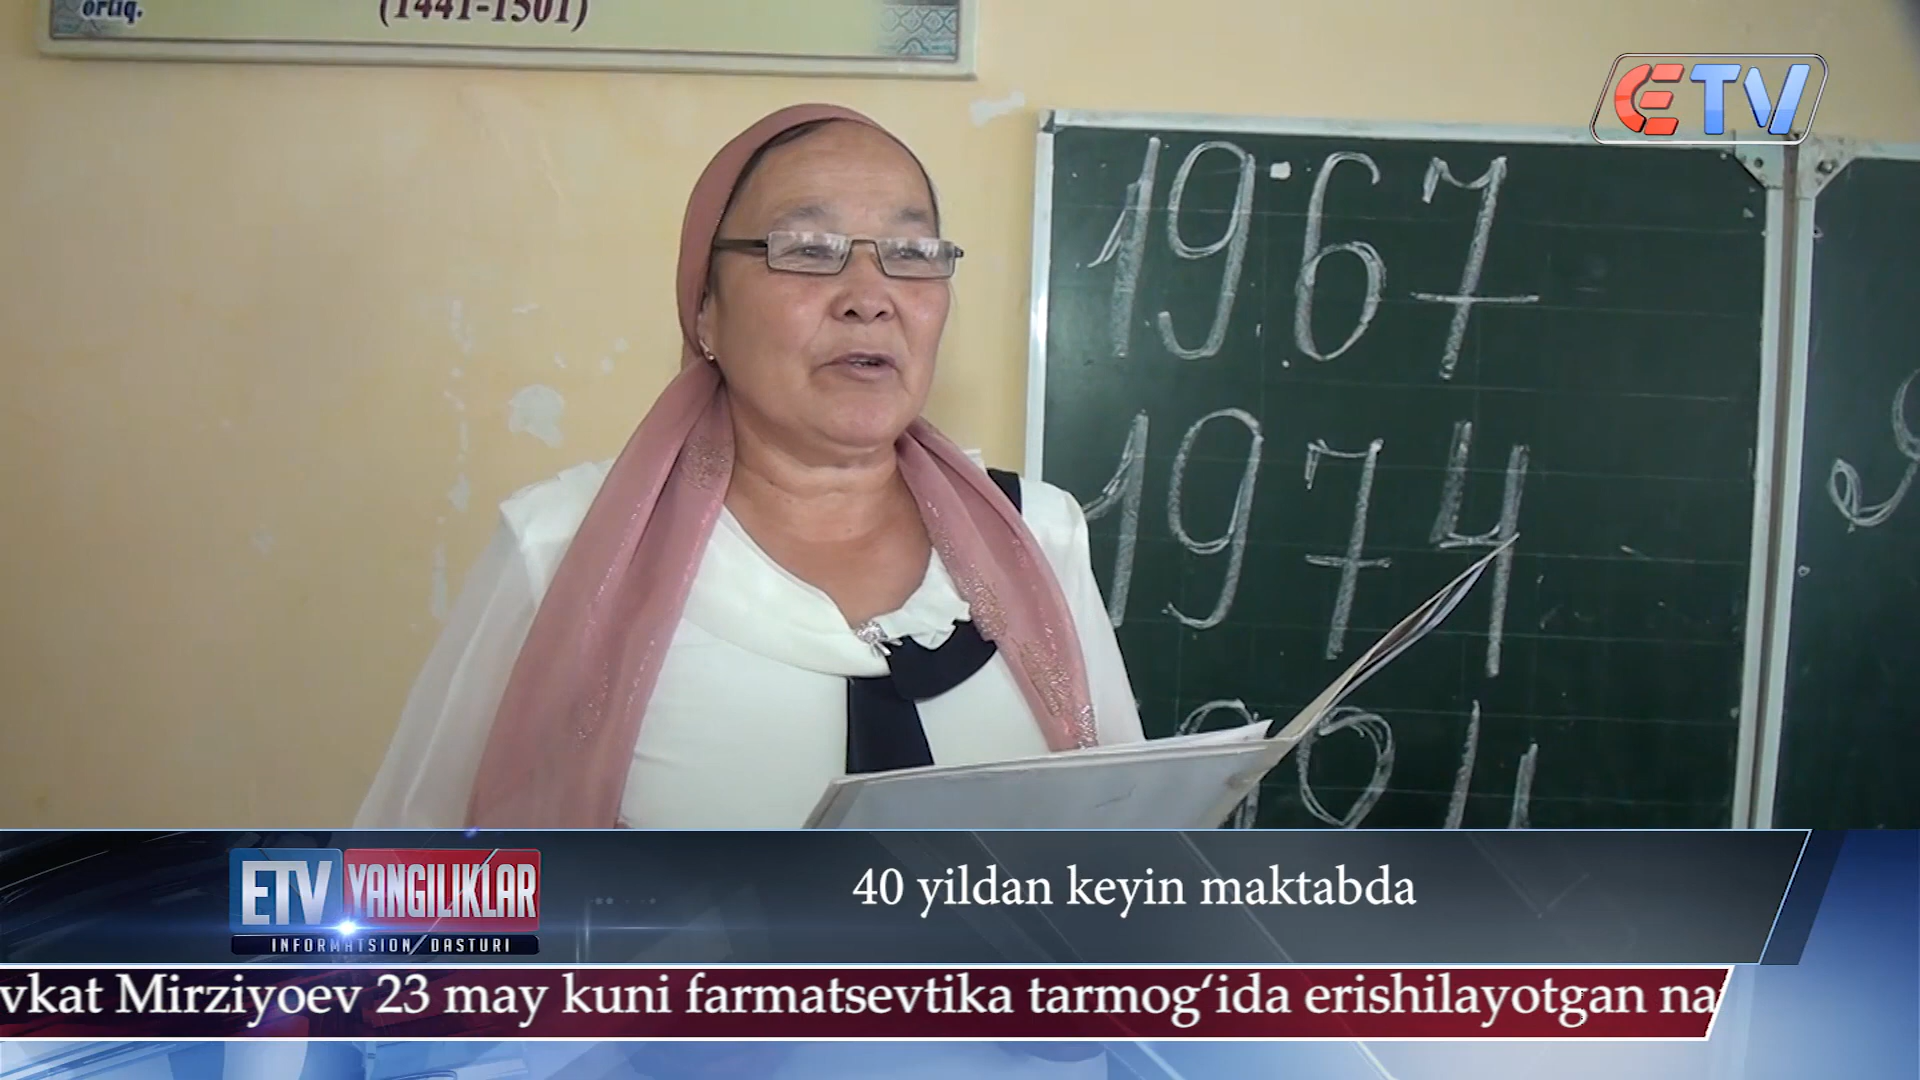 ortiq.
(1441-1501)
ETV
1967
1974
ETV YANGILIKLAR
INFORMATSION DASTURI
40 yildan keyin maktabda
vkat Mirziyoev 23 may kuni farmatsevtika tarmog‘ida erishilayotgan na